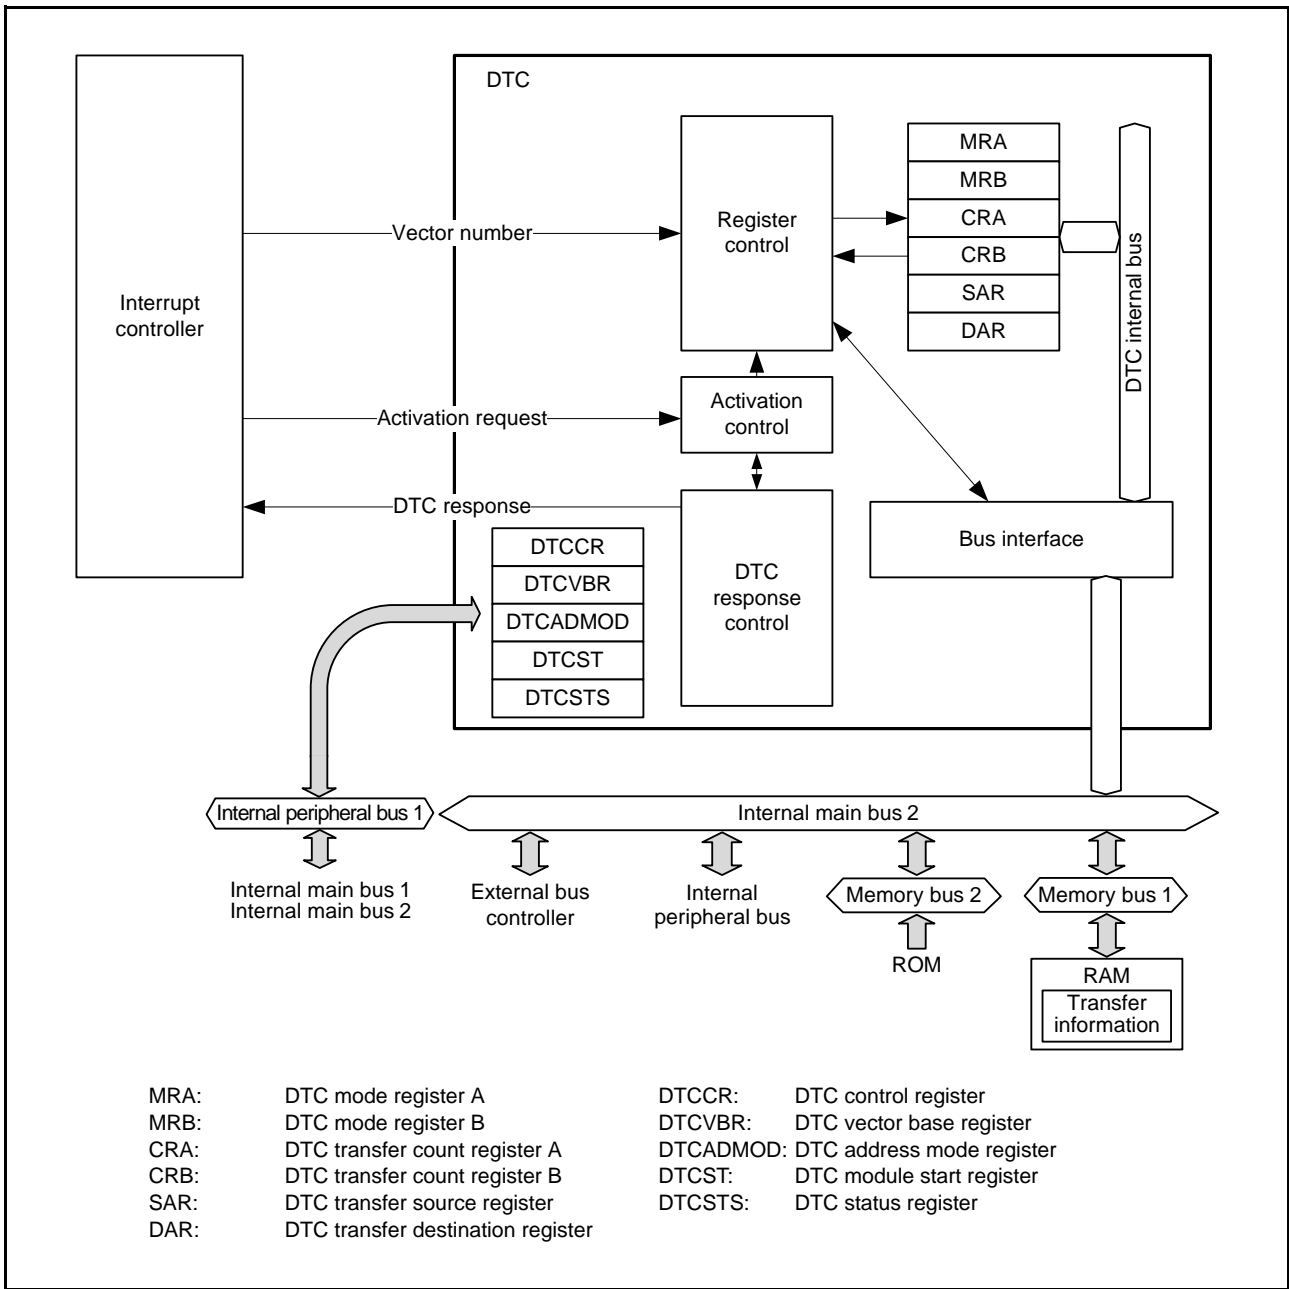 DTC
MRA
MRB
CRA
CRB
SAR
DAR
Register
control
Vector number
DTC internal bus
Interrupt
controller
Activation
control
Activation request
DTC response
Bus interface
DTCCR
DTCVBR
DTCADMOD
DTCST
DTCSTS
DTC
response
control
Internal peripheral bus 1
Internal main bus 2
Internal main bus 1
Internal main bus 2
External bus
controller
Internal
peripheral bus
Memory bus 2
Memory bus 1
ROM
RAM
Transfer
information
MRA: DTC mode register A
MRB: DTC mode register B
CRA: DTC transfer count register A
CRB: DTC transfer count register B
SAR: DTC transfer source register
DAR: DTC transfer destination register
DTCCR: DTC control register
DTCVBR: DTC vector base register
DTCADMOD: DTC address mode register
DTCST: DTC module start register
DTCSTS: DTC status register